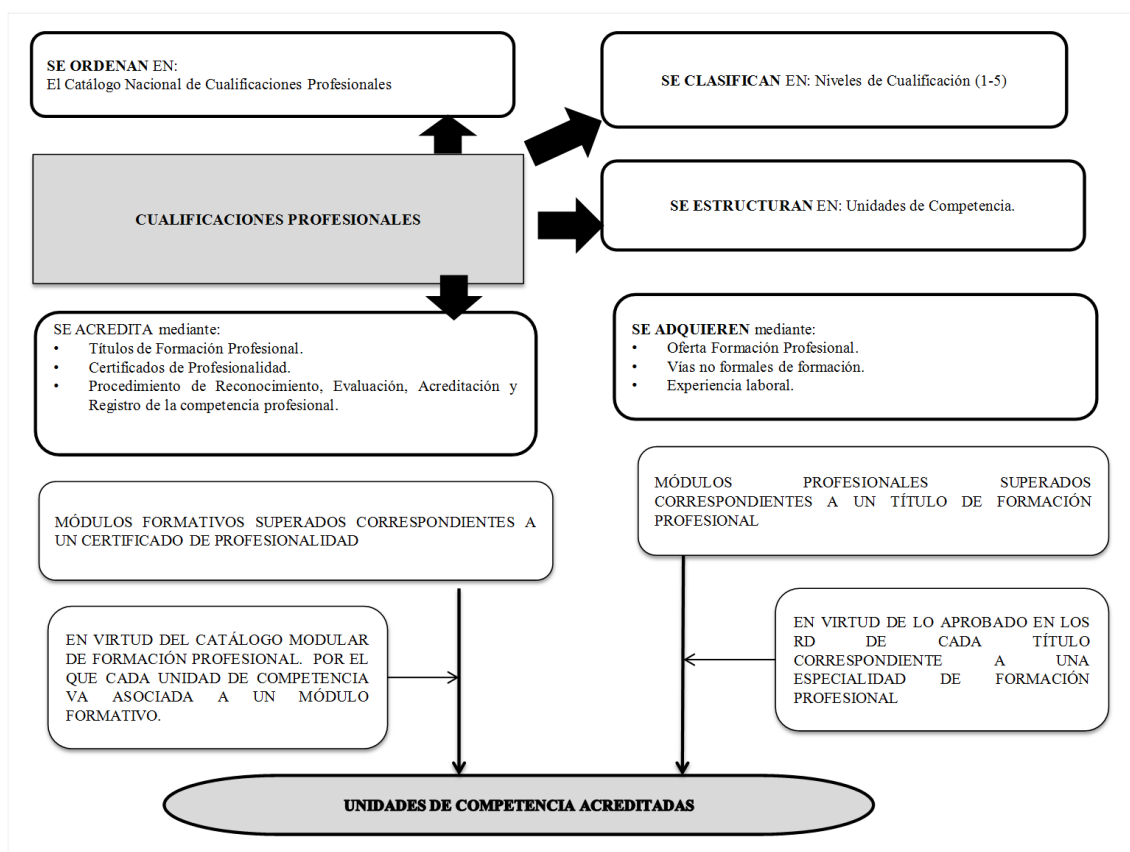 SE ORDENAN EN:
El Catálogo Nacional de Cualificaciones Profesionales
SE CLASIFICAN EN: Niveles de Cualificación (1-5)
CUALIFICACIONES PROFESIONALES
SE ESTRUCTURAN EN: Unidades de Competencia.
SE ACREDITA mediante:
• Títulos de Formación Profesional.
• Certificados de Profesionalidad.
• Procedimiento de Reconocimiento, Evaluación, Acreditación y
Registro de la competencia profesional.
SE ADQUIEREN mediante:
• Oferta Formación Profesional.
• Vías no formales de formación.
• Experiencia laboral.
MÓDULOS FORMATIVOS SUPERADOS CORRESPONDIENTES A
UN CERTIFICADO DE PROFESIONALIDAD
MÓDULOS PROFESIONALES SUPERADOS
CORRESPONDIENTES A UN TÍTULO DE FORMACIÓN
PROFESIONAL
EN VIRTUD DEL CATÁLOGO MODULAR
DE FORMACIÓN PROFESIONAL. POR EL
QUE CADA UNIDAD DE COMPETENCIA
VA ASOCIADA A UN MÓDULO
FORMATIVO.
EN VIRTUD DE LO APROBADO EN LOS
RD DE CADA TÍTULO
CORRESPONDIENTE A UNA
ESPECIALIDAD DE FORMACIÓN
PROFESIONAL
UNIDADES DE COMPETENCIA ACREDITADAS